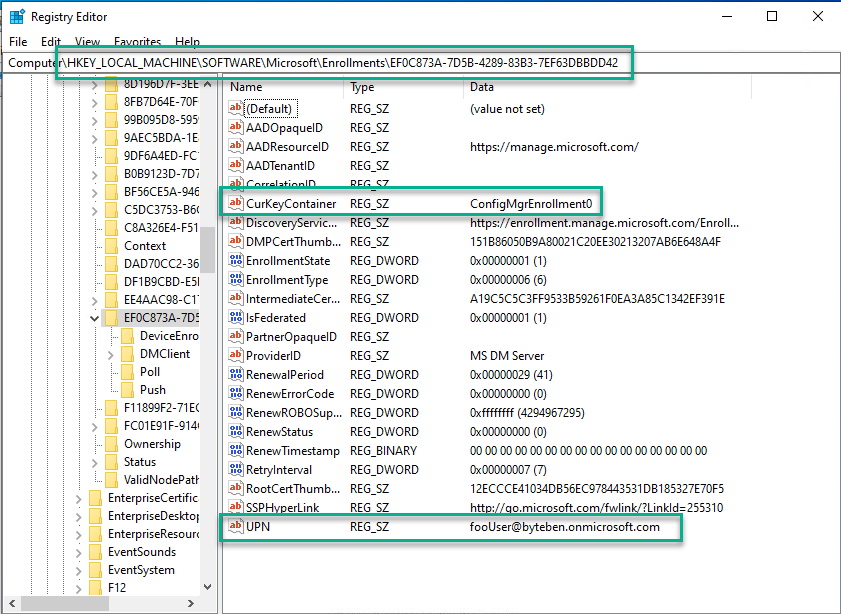 Registry Editor
File Edit View Favorites Help
Computer\HKEY_LOCAL_MACHINE\SOFTWARE\Microsoft\Enrollments\EF0C873A-7D5B-4289-83B3-7EF63DBBDD42
8D196D7F-3EE
8FB7D64E-70F
99B095D8-595
9AEC5BDA-1E
9DF6A4ED-FC
B0B9123D-7D7
BF56CE5A-946
C5DC3753-B6
C8A326E4-F51
Context
DAD70CC2-36
DF1B9CBD-E5
EE4AAC98-C1
EF0C873A-7D5
DeviceEnro
DMClient
Poll
Push
F11899F2-71E
FC01E91F-914
Ownership
Status
ValidNodePath
EnterpriseCertific
EnterpriseDesktop
EnterpriseResourc
EventSounds
EventSystem
F12
Name Type Data
(Default) REG_SZ (value not set)
AADOpaqueID REG_SZ
AADResourceID REG_SZ https://manage.microsoft.com/
AADTenantID REG_SZ
CorrelationID REG_SZ
CurKeyContainer REG_SZ ConfigMgrEnrollment0
DiscoveryServic... REG_SZ https://enrollment.manage.microsoft.com/Enroll...
DMPCertThumb... REG_SZ 151B86050B9A80021C20EE30213207AB6E648A4F
EnrollmentState REG_DWORD 0x00000001 (1)
EnrollmentType REG_DWORD 0x00000006 (6)
IntermediateCer... REG_SZ A19C5C5C3FF9533B59261F0EA3A85C1342EF391E
IsFederated REG_DWORD 0x00000001 (1)
PartnerOpaqueID REG_SZ
ProviderID REG_SZ MS DM Server
RenewalPeriod REG_DWORD 0x00000029 (41)
RenewErrorCode REG_DWORD 0x00000000 (0)
RenewROBOSup... REG_DWORD 0xffffffff (4294967295)
RenewStatus REG_DWORD 0x00000000 (0)
RenewTimestamp REG_BINARY 00 00 00 00 00 00 00 00 00 00 00 00 00 00 00 00
RetryInterval REG_DWORD 0x00000007 (7)
RootCertThumb... REG_SZ 12ECCCE41034DB56EC978443531DB185327E70F5
SSPHyperLink REG_SZ http://go.microsoft.com/fwlink/?LinkId=255310
UPN REG_SZ fooUser@byteben.onmicrosoft.com